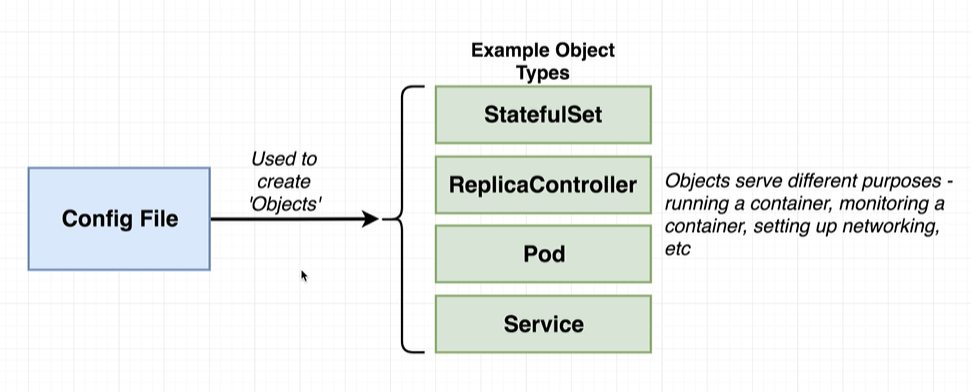 Example Object
Types
StatefulSet
Used to
create
'Objects'
ReplicaController
Objects serve different purposes -
running a container, monitoring a
container, setting up networking,
etc
Config File
Pod
Service